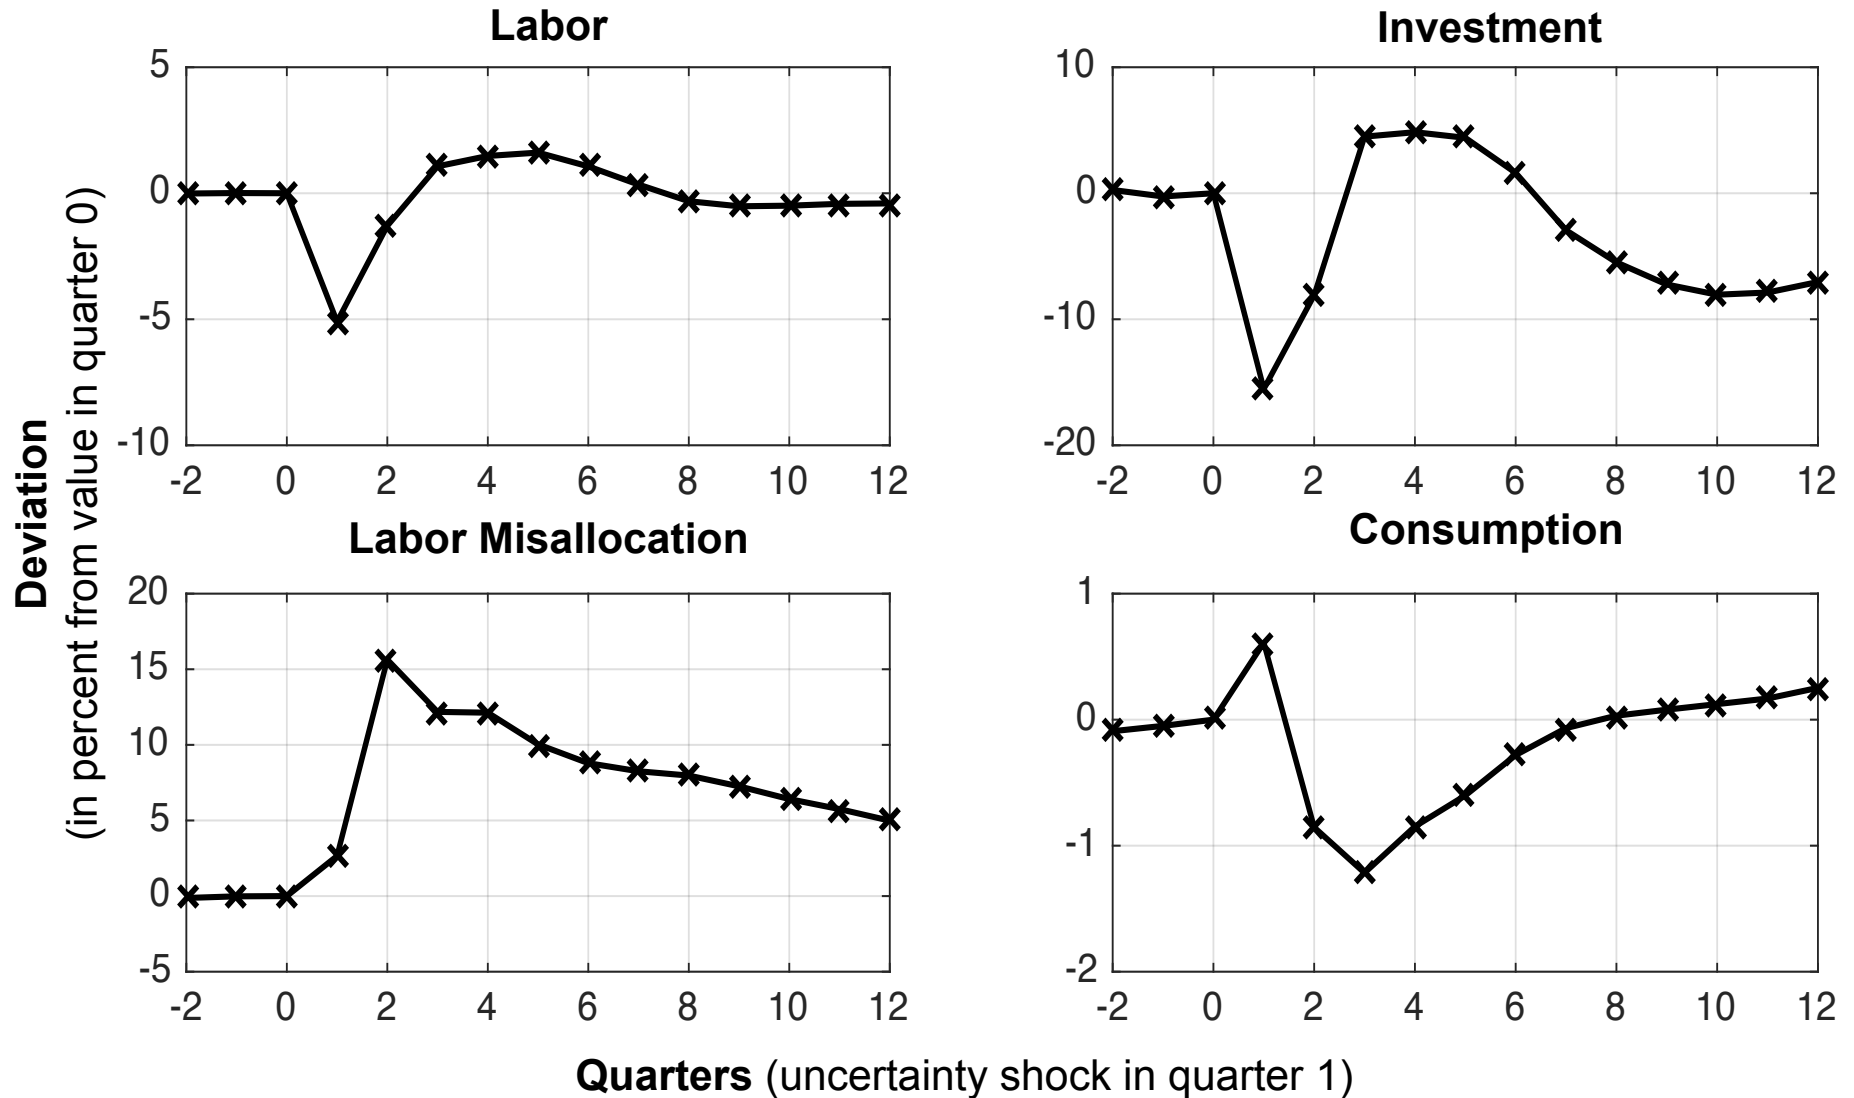 Labor
5
0
-5
-10
-2 0 2 4 6 8 10 12
Investment
10
0
-10
-20
-2 0 2 4 6 8 10 12
Deviation
(in percent from value in quarter 0)
Labor Misallocation
20
15
10
5
0
-5
-2 0 2 4 6 8 10 12
Consumption
1
0
-1
-2
-2 0 2 4 6 8 10 12
Quarters (uncertainty shock in quarter 1)